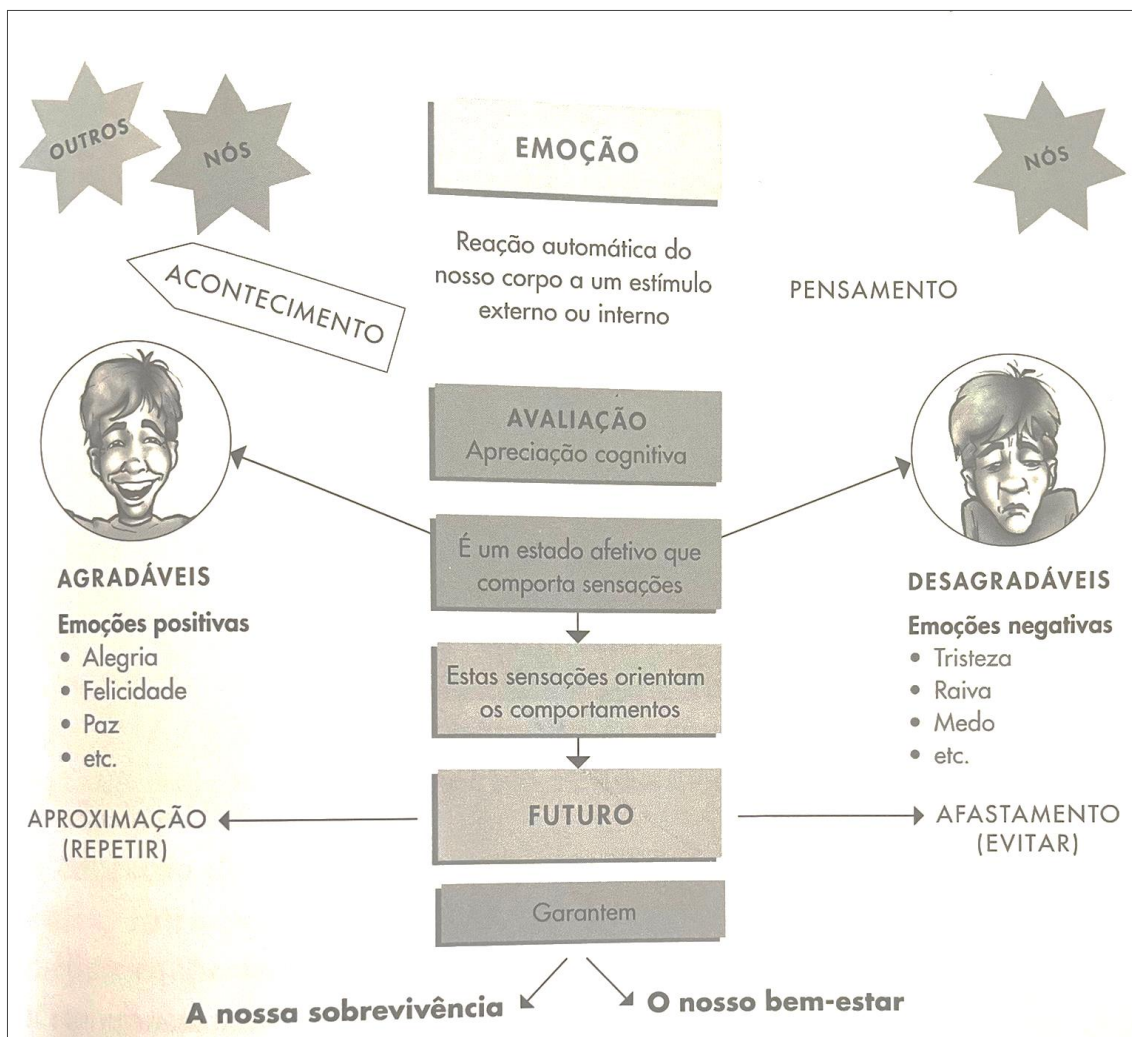 OUTROS
NÓS
EMOÇÃO
NÓS
Reação automática do
nosso corpo a um estímulo
externo ou interno
ACONTECIMENTO
PENSAMENTO
AVALIAÇÃO
Apreciação cognitiva
É um estado afetivo que
comporta sensações
AGRADÁVEIS
Emoções positivas
• Alegria
• Felicidade
• Paz
• etc.
DESAGRADÁVEIS
Emoções negativas
• Tristeza
• Raiva
• Medo
• etc.
Estas sensações orientam
os comportamentos
FUTURO
APROXIMAÇÃO
(REPETIR)
AFASTAMENTO
(EVITAR)
Garantem
A nossa sobrevivência
O nosso bem-estar